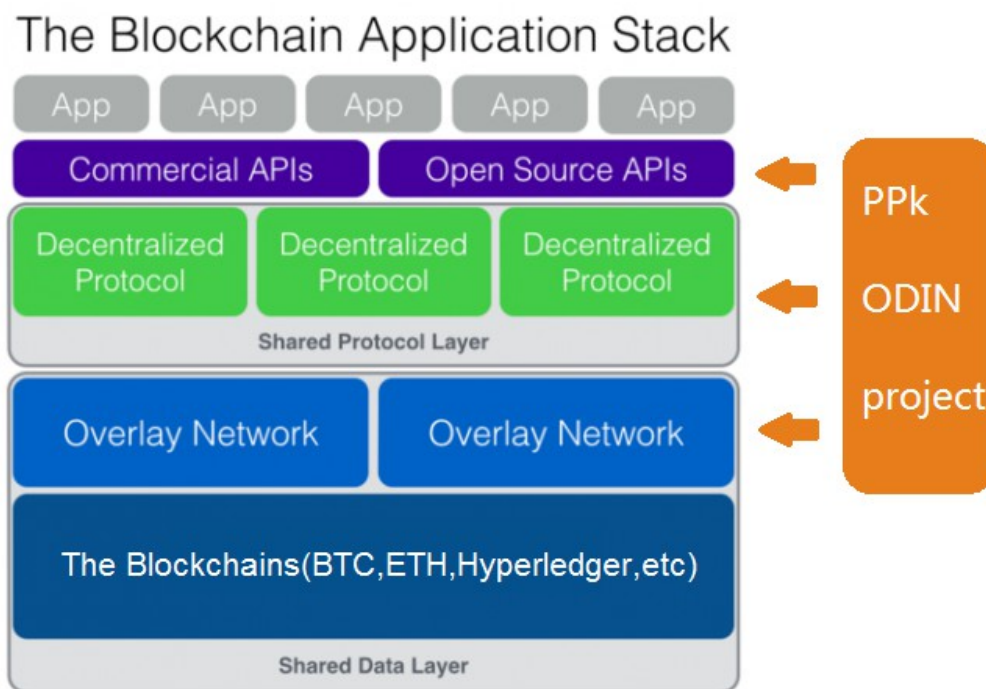 The Blockchain Application Stack
App App App App App
Commercial APIs Open Source APIs
Decentralized Decentralized Decentralized
Protocol Protocol Protocol
Shared Protocol Layer
Overlay Network Overlay Network
The Blockchains(BTC,ETH,Hyperledger,etc)
Shared Data Layer
PPk
ODIN
project